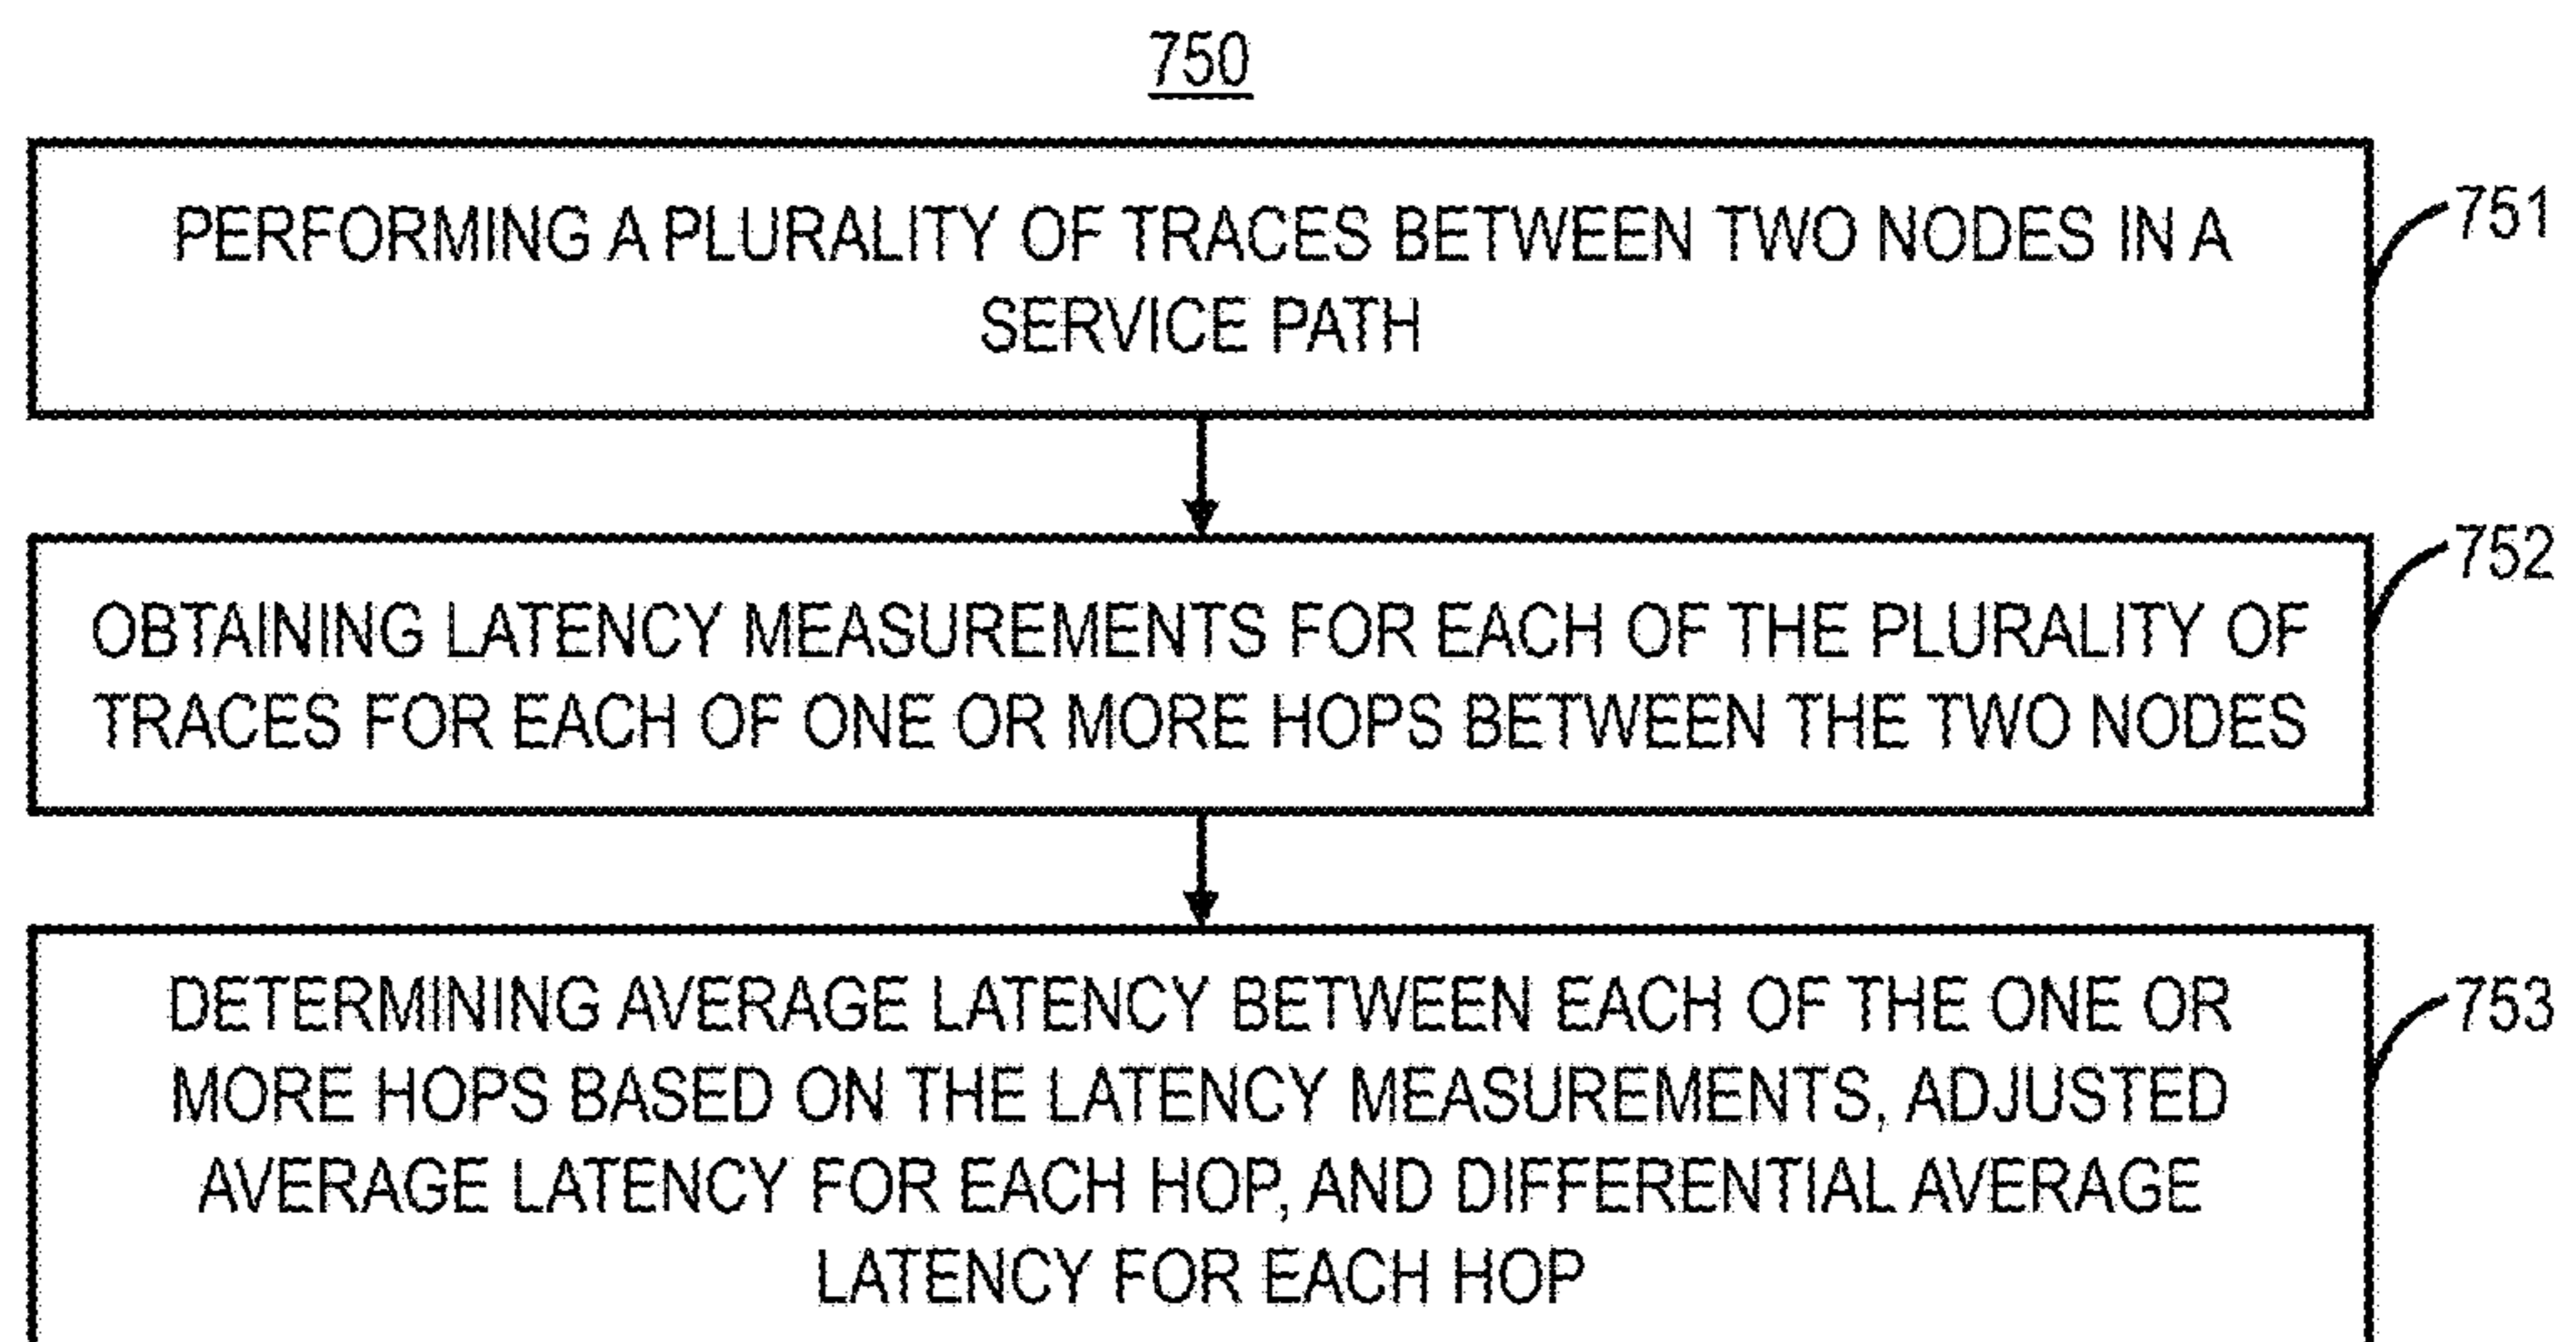 750
PERFORMING A PLURALITY OF TRACES BETWEEN TWO NODES IN A
SERVICE PATH
751
OBTAINING LATENCY MEASUREMENTS FOR EACH OF THE PLURALITY OF
TRACES FOR EACH OF ONE OR MORE HOPS BETWEEN THE TWO NODES
752
DETERMINING AVERAGE LATENCY BETWEEN EACH OF THE ONE OR
MORE HOPS BASED ON THE LATENCY MEASUREMENTS, ADJUSTED
AVERAGE LATENCY FOR EACH HOP, AND DIFFERENTIAL AVERAGE
LATENCY FOR EACH HOP
753